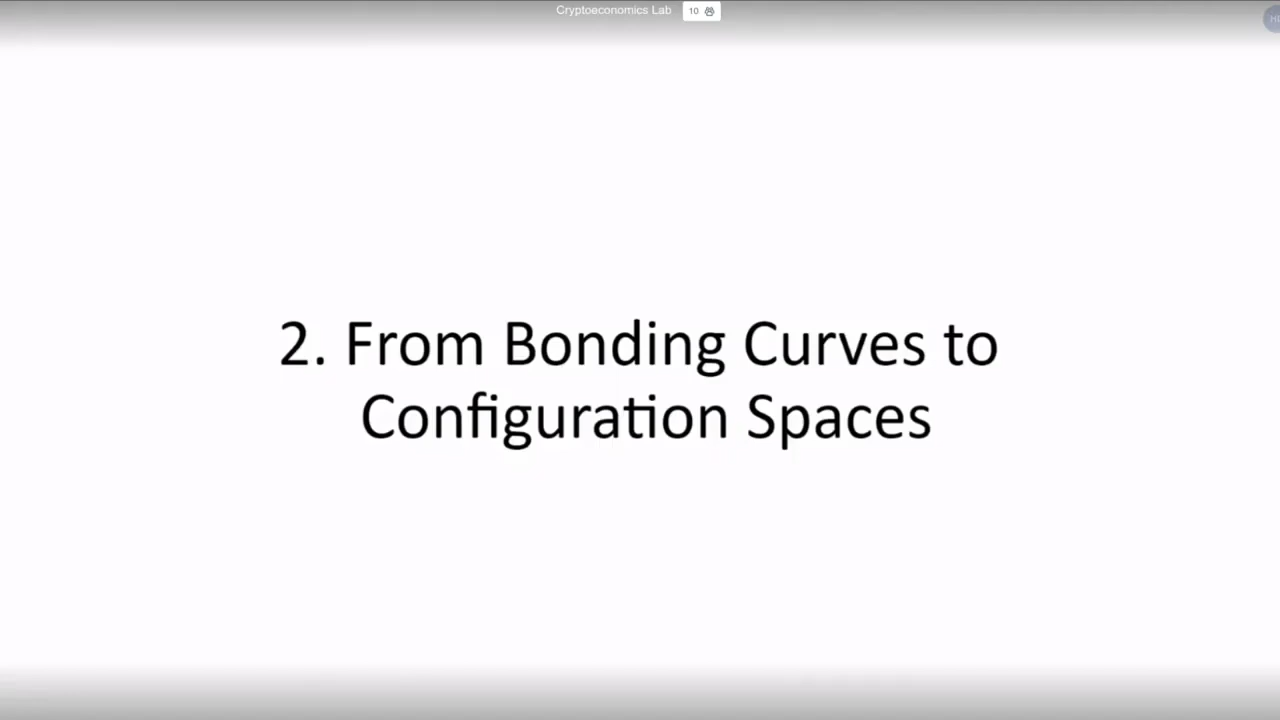 Cryptoeconomics Lab 10
2. From Bonding Curves to
Configuration Spaces